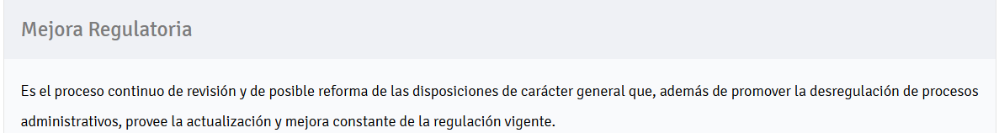 Mejora Regulatoria
Es el proceso continuo de revisión y de posible reforma de las disposiciones de carácter general que, además de promover la desregulación de procesos
administrativos, provee la actualización y mejora constante de la regulación vigente.